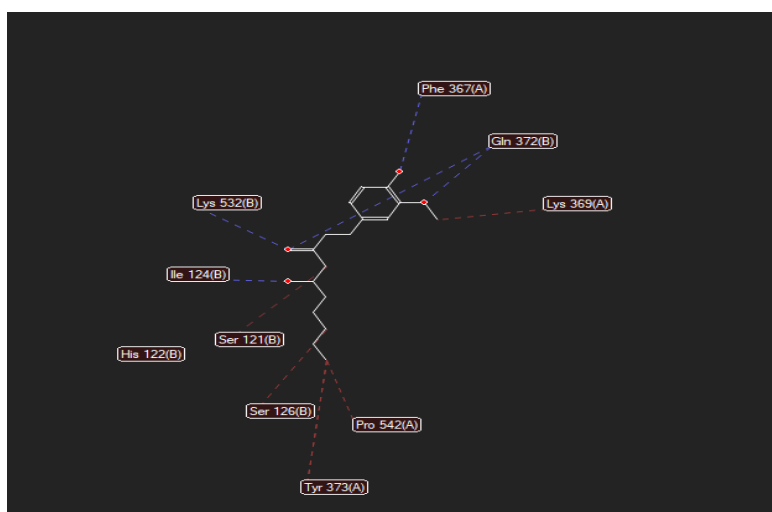 Phe 367(A)
Gln 372(B)
Lys 532(B)
Lys 369(A)
Ile 124(B)
Ser 121(B)
His 122(B)
Ser 126(B)
Pro 542(A)
Tyr 373(A)